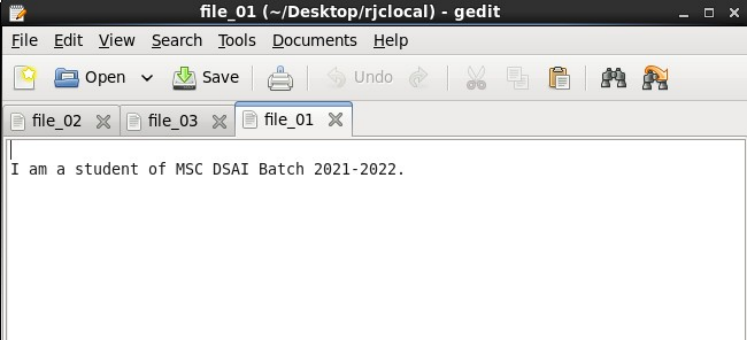 file_01 (~/Desktop/rjclocal) - gedit
File Edit View Search Tools Documents Help
Open Save Undo
file_02 file_03 file_01
I am a student of MSC DSAI Batch 2021-2022.